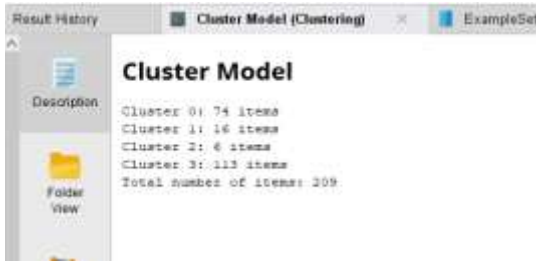 Result History
Cluster Model (Clustering)
ExampleSet
Description
Folder
View
Cluster Model
Cluster 0: 74 items
Cluster 1: 16 items
Cluster 2: 6 items
Cluster 3: 113 items
Total number of items: 209